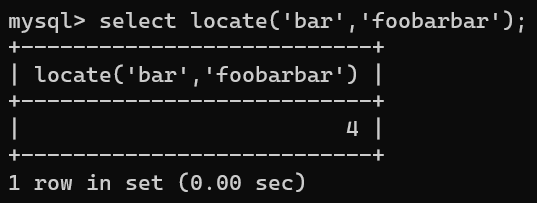 mysql> select locate('bar','foobarbar');
+---------------------------+
| locate('bar','foobarbar') |
+---------------------------+
|                         4 |
+---------------------------+
1 row in set (0.00 sec)